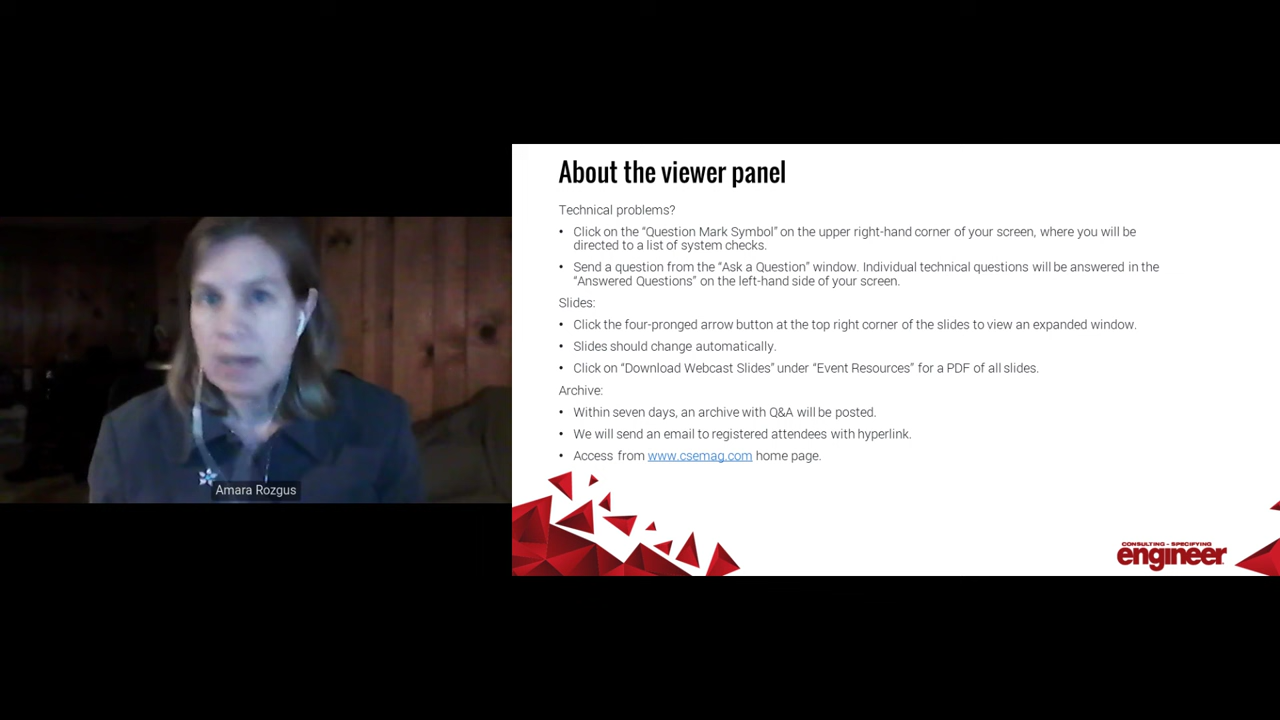 About the viewer panel
Technical problems?
• Click on the “Question Mark Symbol” on the upper right-hand corner of your screen, where you will be
directed to a list of system checks.
• Send a question from the “Ask a Question” window. Individual technical questions will be answered in the
“Answered Questions” on the left-hand side of your screen.
Slides:
• Click the four-pronged arrow button at the top right corner of the slides to view an expanded window.
• Slides should change automatically.
• Click on “Download Webcast Slides” under “Event Resources” for a PDF of all slides.
Archive:
• Within seven days, an archive with Q&A will be posted.
• We will send an email to registered attendees with hyperlink.
• Access from www.csemag.com home page.
Amara Rozgus
CONSULTING - SPECIFYING
engineer